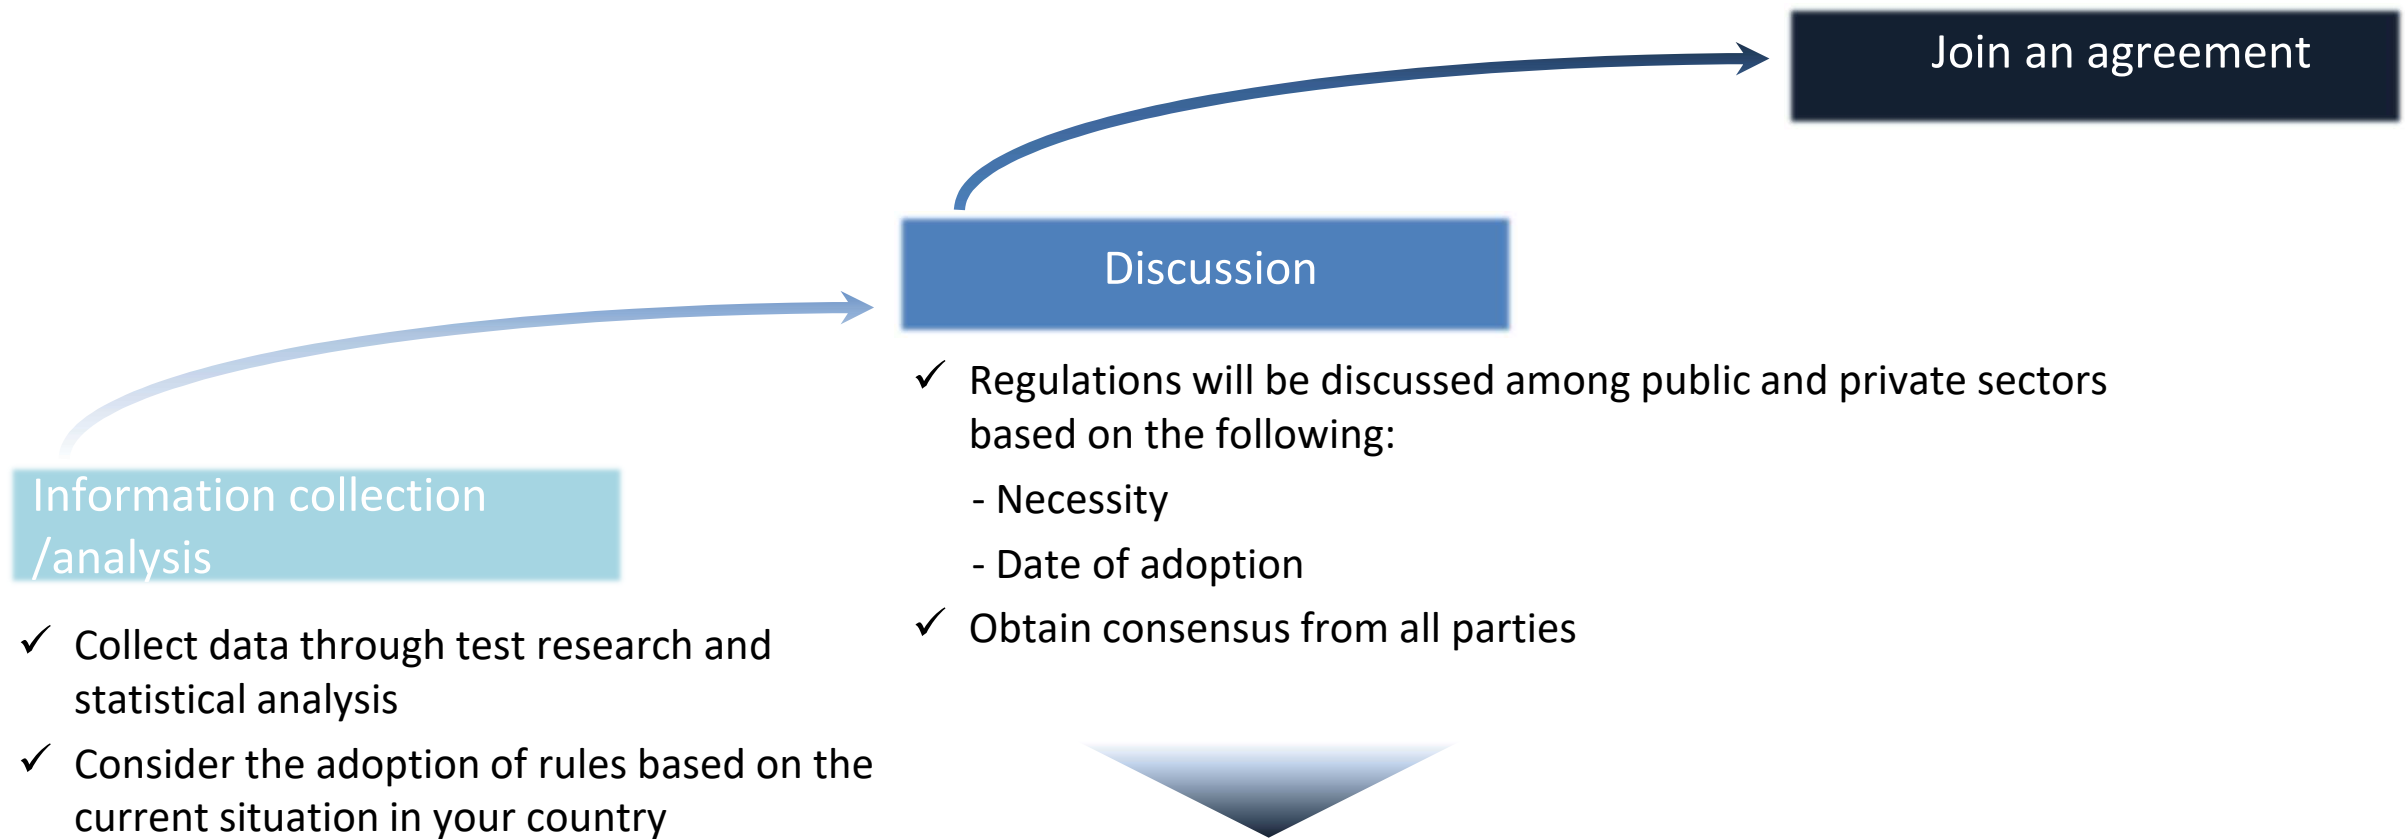 Join an agreement
Discussion
✓ Regulations will be discussed among public and private sectors
based on the following:
- Necessity
- Date of adoption
✓ Obtain consensus from all parties
Information collection
/analysis
✓ Collect data through test research and
statistical analysis
✓ Consider the adoption of rules based on the
current situation in your country